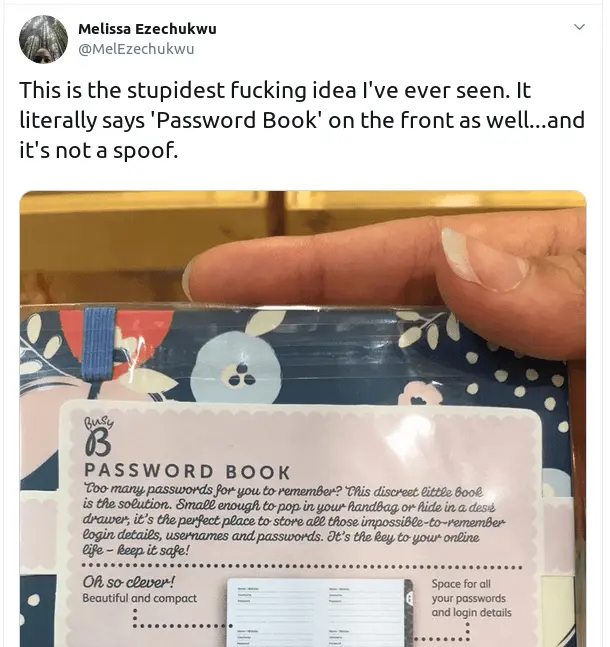 Melissa Ezechukwu
@MelEzechukwu
This is the stupidest fucking idea I've ever seen. It
literally says 'Password Book' on the front as well...and
it's not a spoof.
Busy
B
PASSWORD BOOK
Too many passwords for you to remember? This discreet little book
is the solution. Small enough to pop in your handbag or hide in a desk
drawer, it's the perfect place to store all those impossible-to-remember
login details, usernames and passwords. It's the key to your online
life – keep it safe!
Oh so clever!
Beautiful and compact
Space for all
your passwords
and login details